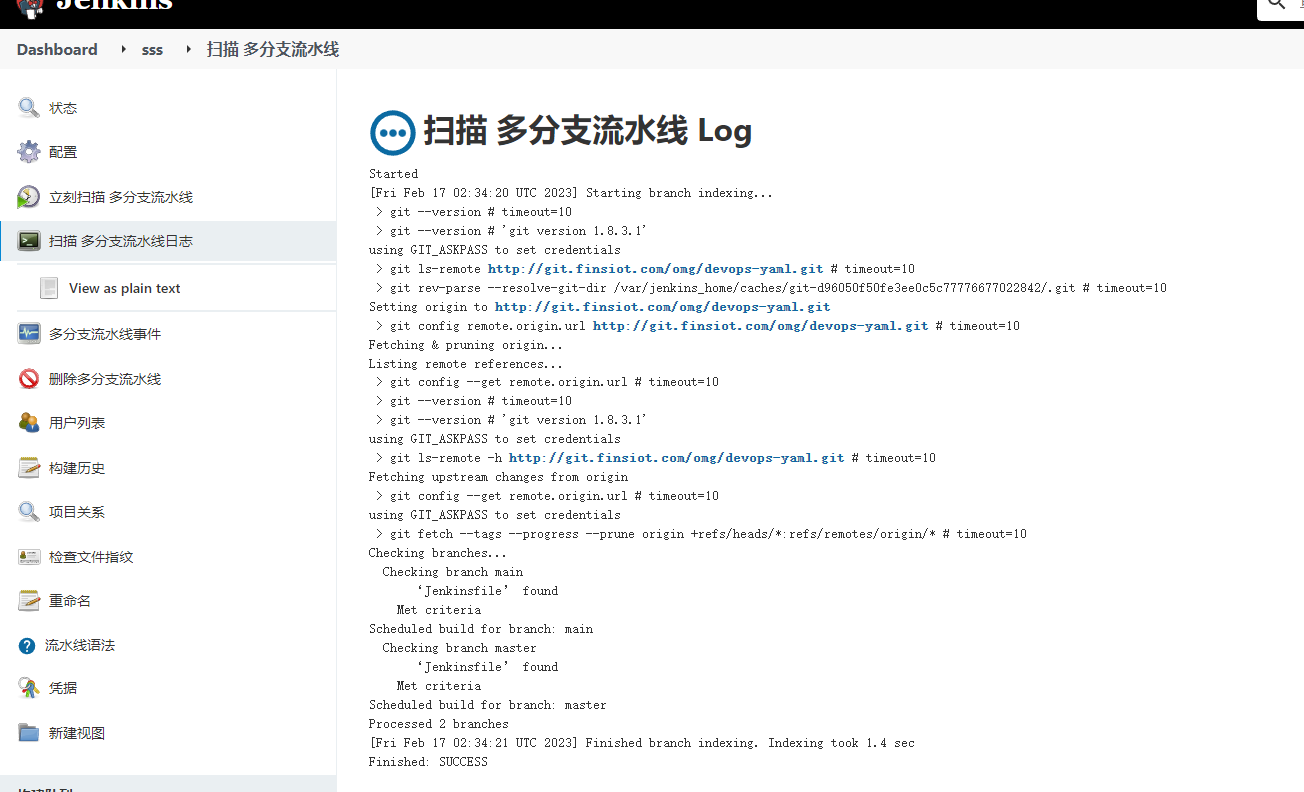 Jenkins
Dashboard
sss
扫描 多分支流水线
状态
配置
立刻扫描 多分支流水线
扫描 多分支流水线日志
View as plain text
多分支流水线事件
删除多分支流水线
用户列表
构建历史
项目关系
检查文件指纹
重命名
流水线语法
凭据
新建视图
构建队列
扫描 多分支流水线 Log
Started
[Fri Feb 17 02:34:20 UTC 2023] Starting branch indexing...
 > git --version # timeout=10
 > git --version # 'git version 1.8.3.1'
using GIT_ASKPASS to set credentials
 > git ls-remote http://git.finsiot.com/omg/devops-yaml.git # timeout=10
 > git rev-parse --resolve-git-dir /var/jenkins_home/caches/git-d96050f50fe3ee0c5c77776677022842/.git # timeout=10
Setting origin to http://git.finsiot.com/omg/devops-yaml.git
 > git config remote.origin.url http://git.finsiot.com/omg/devops-yaml.git # timeout=10
Fetching & pruning origin...
Listing remote references...
 > git config --get remote.origin.url # timeout=10
 > git --version # timeout=10
 > git --version # 'git version 1.8.3.1'
using GIT_ASKPASS to set credentials
 > git ls-remote -h http://git.finsiot.com/omg/devops-yaml.git # timeout=10
Fetching upstream changes from origin
 > git config --get remote.origin.url # timeout=10
using GIT_ASKPASS to set credentials
 > git fetch --tags --progress --prune origin +refs/heads/*:refs/remotes/origin/* # timeout=10
Checking branches...
  Checking branch main
      ‘Jenkinsfile’ found
    Met criteria
Scheduled build for branch: main
  Checking branch master
      ‘Jenkinsfile’ found
    Met criteria
Scheduled build for branch: master
Processed 2 branches
[Fri Feb 17 02:34:21 UTC 2023] Finished branch indexing. Indexing took 1.4 sec
Finished: SUCCESS